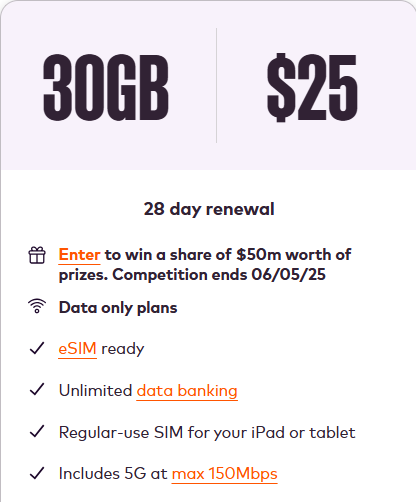 30GB
$25
28 day renewal
Enter to win a share of $50m worth of
prizes. Competition ends 06/05/25
Data only plans
eSIM ready
Unlimited data banking
Regular-use SIM for your iPad or tablet
Includes 5G at max 150Mbps